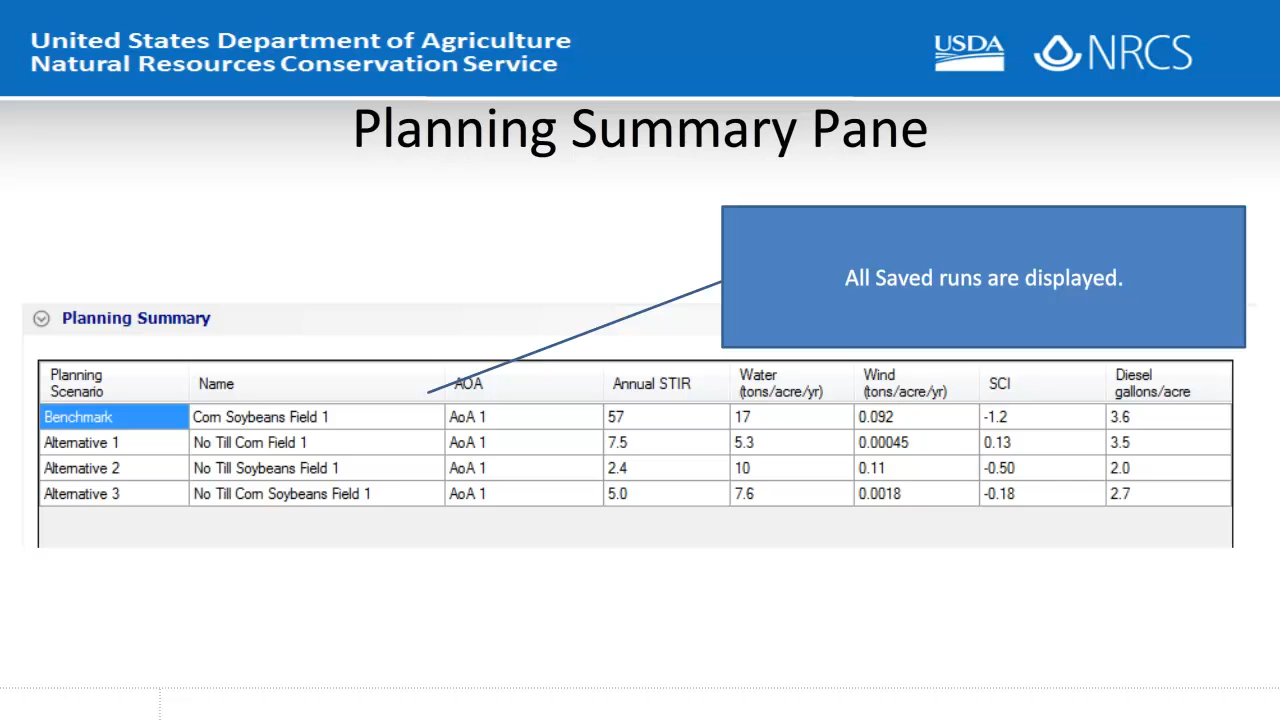 United States Department of Agriculture
Natural Resources Conservation Service
USDA
NRCS
Planning Summary Pane
All Saved runs are displayed.
Planning Summary
Planning Scenario Name AOA Annual STIR Water (tons/acre/yr) Wind (tons/acre/yr) SCI Diesel gallons/acre
Benchmark Corn Soybeans Field 1 AoA 1 57 17 0.092 -1.2 3.6
Alternative 1 No Till Corn Field 1 AoA 1 7.5 5.3 0.00045 0.13 3.5
Alternative 2 No Till Soybeans Field 1 AoA 1 2.4 10 0.11 -0.50 2.0
Alternative 3 No Till Corn Soybeans Field 1 AoA 1 5.0 7.6 0.0018 -0.18 2.7